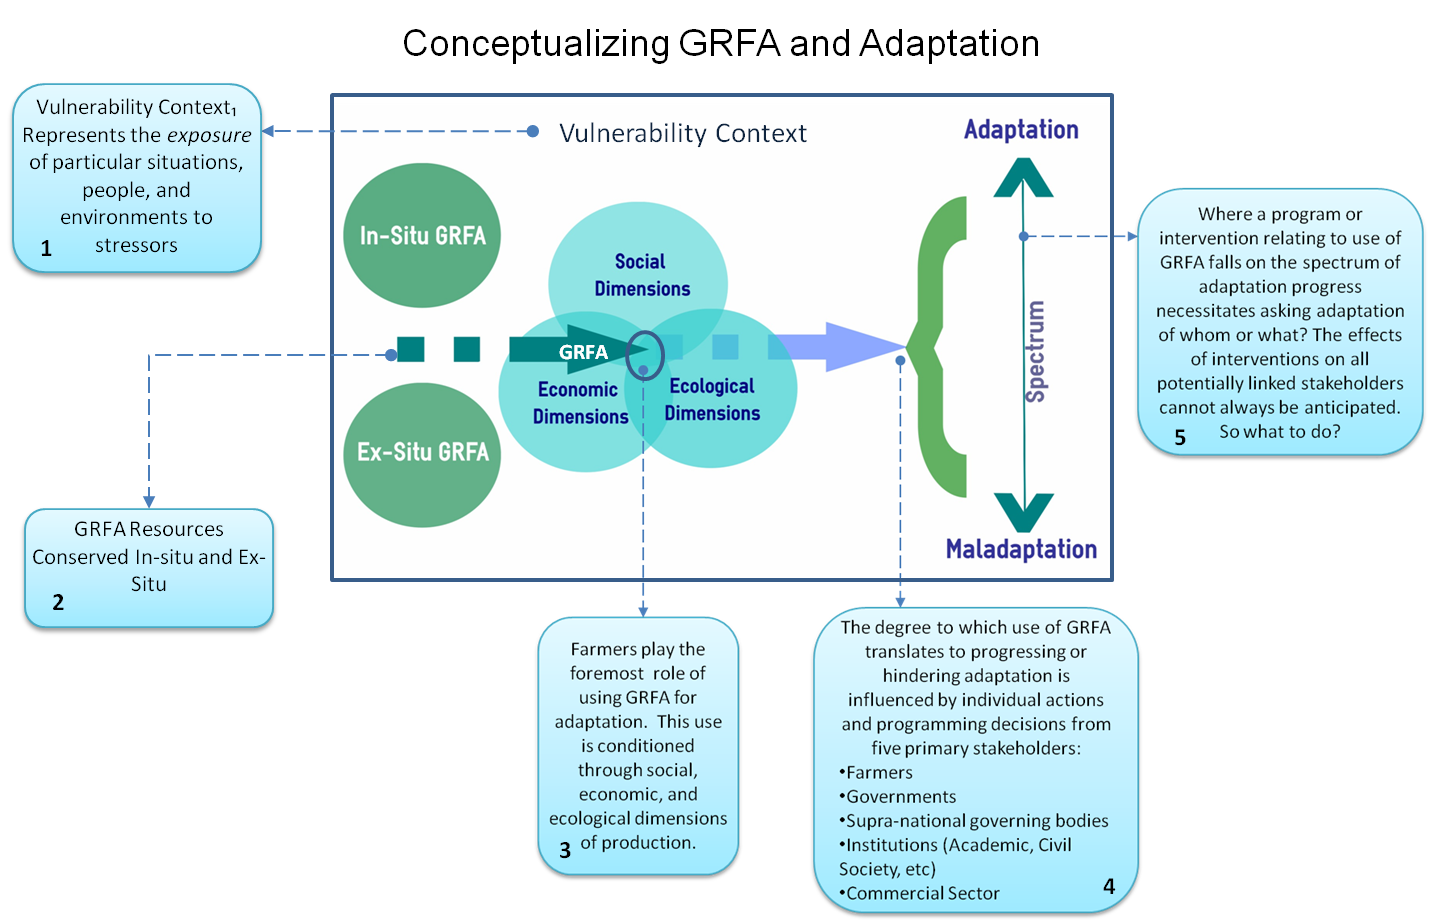 Conceptualizing GRFA and Adaptation
Vulnerability Context₁
Represents the exposure
of particular situations,
people, and
environments to
stressors
1
Vulnerability Context
In-Situ GRFA
Ex-Situ GRFA
GRFA
Social
Dimensions
Economic
Dimensions
Ecological
Dimensions
Adaptation
Spectrum
Maladaptation
GRFA Resources
Conserved In-situ and Ex-
Situ
2
Farmers play the
foremost role of
using GRFA for
adaptation. This use
is conditioned
through social,
economic, and
ecological dimensions
of production.
3
The degree to which use of GRFA
translates to progressing or
hindering adaptation is
influenced by individual actions
and programming decisions from
five primary stakeholders:
•Farmers
•Governments
•Supra-national governing bodies
•Institutions (Academic, Civil
Society, etc)
•Commercial Sector
4
Where a program or
intervention relating to use of
GRFA falls on the spectrum of
adaptation progress
necessitates asking adaptation
of whom or what? The effects
of interventions on all
potentially linked stakeholders
cannot always be anticipated.
So what to do?
5